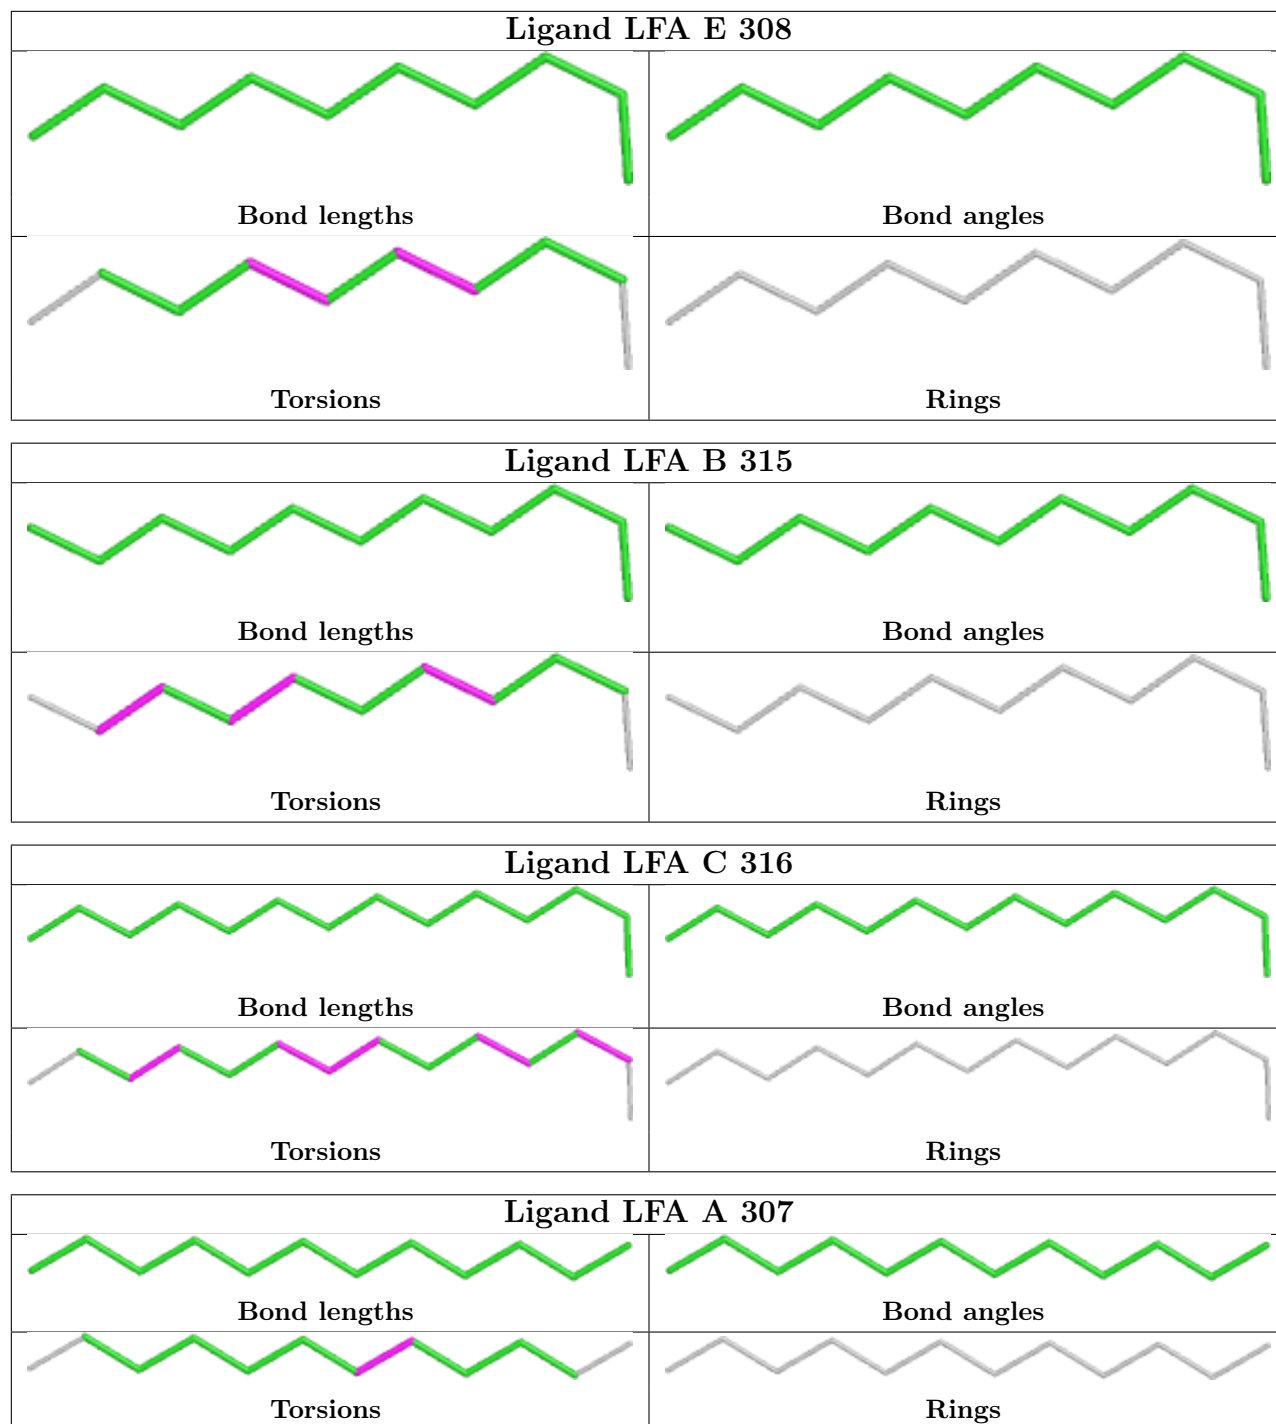 Ligand LFA E 308
Bond lengths
Bond angles
Torsions
Rings
Ligand LFA B 315
Bond lengths
Bond angles
Torsions
Rings
Ligand LFA C 316
Bond lengths
Bond angles
Torsions
Rings
Ligand LFA A 307
Bond lengths
Bond angles
Torsions
Rings